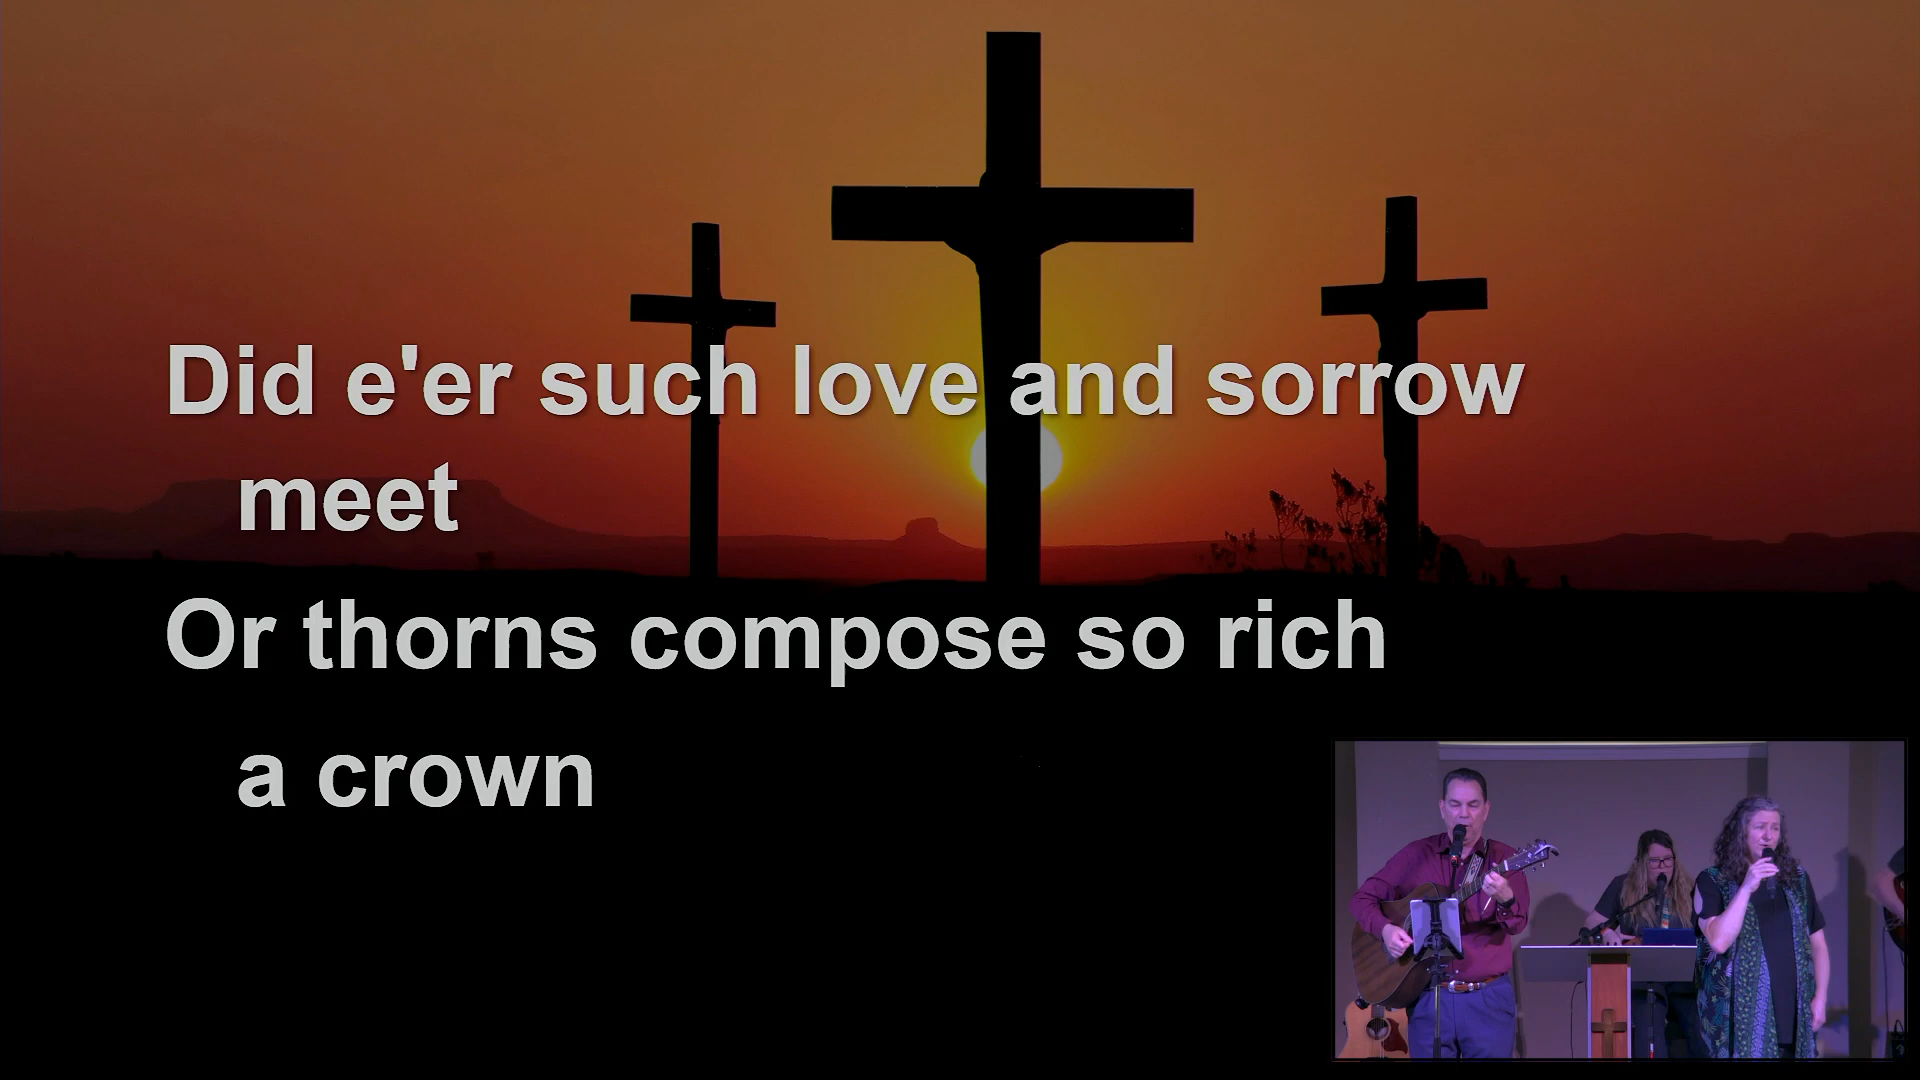 Did e'er such love and sorrow
meet
Or thorns compose so rich
a crown